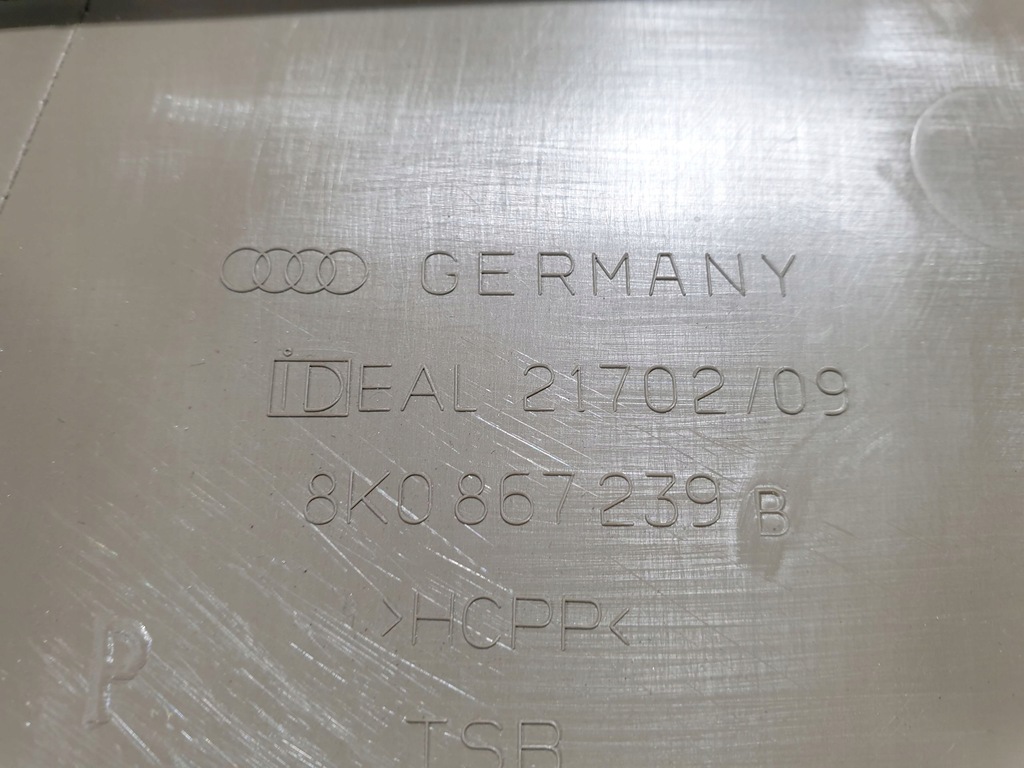 GERMANY
iDEAL 21702/09
8K0 867 239 B
>HCPP<
P
TSB